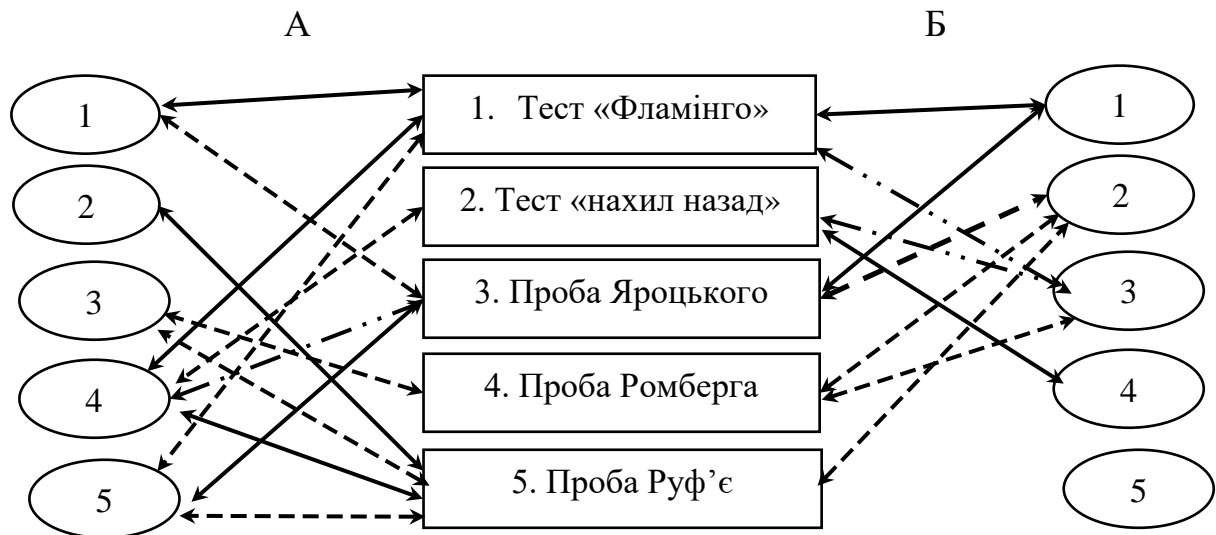 А Б
1 1. Тест «Фламінго» 1
2 2. Тест «нахил назад» 2
3 3. Проба Яроцького 3
4 4. Проба Ромберга 4
5 5. Проба Руф’є 5